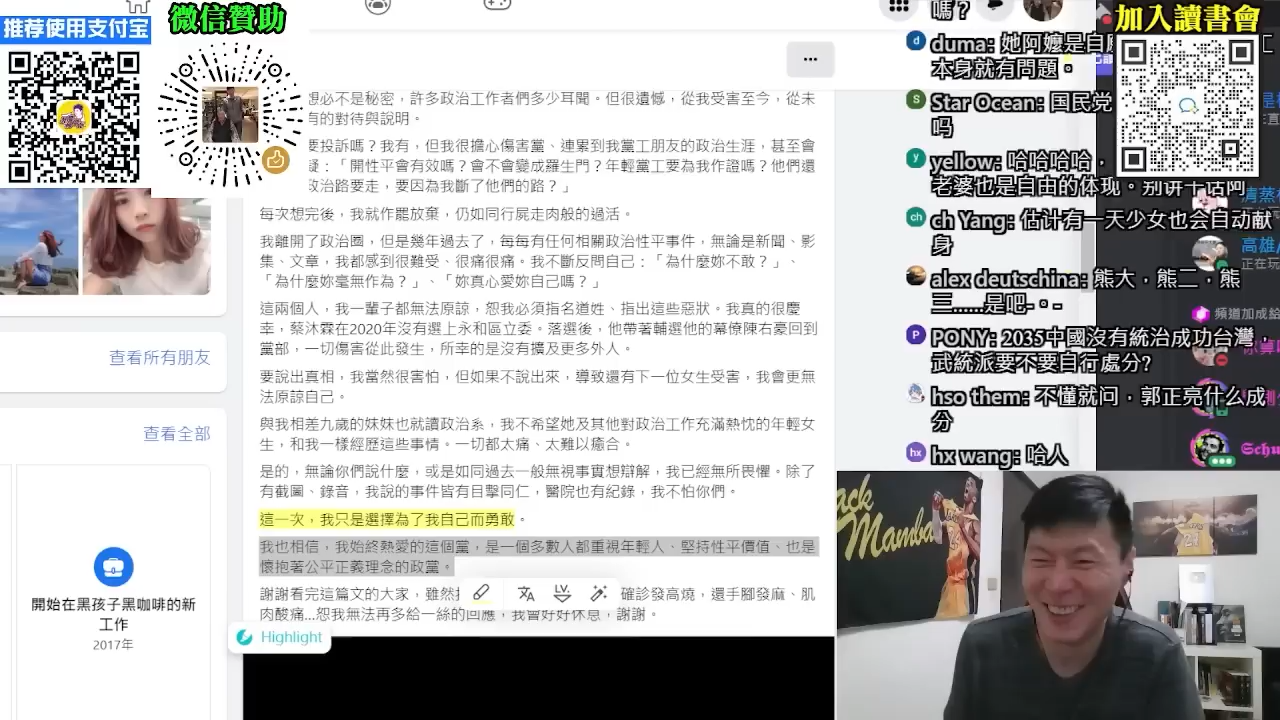 推荐使用支付宝
微信贊助
加入讀書會
想必不是秘密，許多政治工作者們多少耳聞。但很遺憾，從我受害至今，從未
有的對待與說明。
要投訴嗎？我有，但我很擔心傷害黨、連累到我黨工朋友的政治生涯，甚至會
疑：「開性平會有效嗎？會不會變成羅生門？年輕黨工要為我作證嗎？他們還
政治路要走，要因為我斷了他們的路？」
每次想完後，我就作罷放棄，仍如同行屍走肉般的過活。
我離開了政治圈，但是幾年過去了，每每有任何相關政治性平事件，無論是新聞、影
集、文章，我都感到很難受、很痛很痛。我不斷反問自己：「為什麼妳不敢？」、
「為什麼妳毫無作為？」、「妳真心愛妳自己嗎？」
這兩個人，我一輩子都無法原諒，恕我必須指名道姓、指出這些惡狀。我真的很慶
幸，蔡沐霖在2020年沒有選上永和區立委。落選後，他帶著輔選他的幕僚陳右豪回到
黨部，一切傷害從此發生，所幸的是沒有擴及更多外人。
要說出真相，我當然很害怕，但如果不說出來，導致還有下一位女生受害，我會更無
法原諒自己。
與我相差九歲的妹妹也就讀政治系，我不希望她及其他對政治工作充滿熱忱的年輕女
生，和我一樣經歷這些事情。一切都太痛、太難以癒合。
是的，無論你們說什麼，或是如同過去一般無視事實想辯解，我已經無所畏懼。除了
有截圖、錄音，我說的事件皆有目擊同仁，醫院也有紀錄，我不怕你們。
這一次，我只是選擇為了我自己而勇敢。
我也相信，我始終熱愛的這個黨，是一個多數人都重視年輕人、堅持性平價值、也是
懷抱著公平正義理念的政黨。
謝謝看完這篇文的大家，雖然 確診發高燒，還手腳發麻、肌
肉酸痛...恕我無法再多給一絲的回應，我會好好休息，謝謝。
Highlight
查看所有朋友
查看全部
開始在黑孩子黑咖啡的新
工作
2017年
嗎？
duma: 她阿嬤是自
本身就有問題。
Star Ocean: 国民党
吗
yellow: 哈哈哈哈，
老婆也是自由的体现。别讲十话阿
ch Yang: 估计有一天少女也会自动献
身
alex deutschina: 熊大，熊二，熊
三......是吧-。-
PONY: 2035中國沒有統治成功台灣，
武統派要不要自行處分?
hso them: 不懂就问，郭正亮什么成
分
hx wang: 哈人
清蒸
高雄
正在玩
頻道加成給
Schu
ack
Mamba